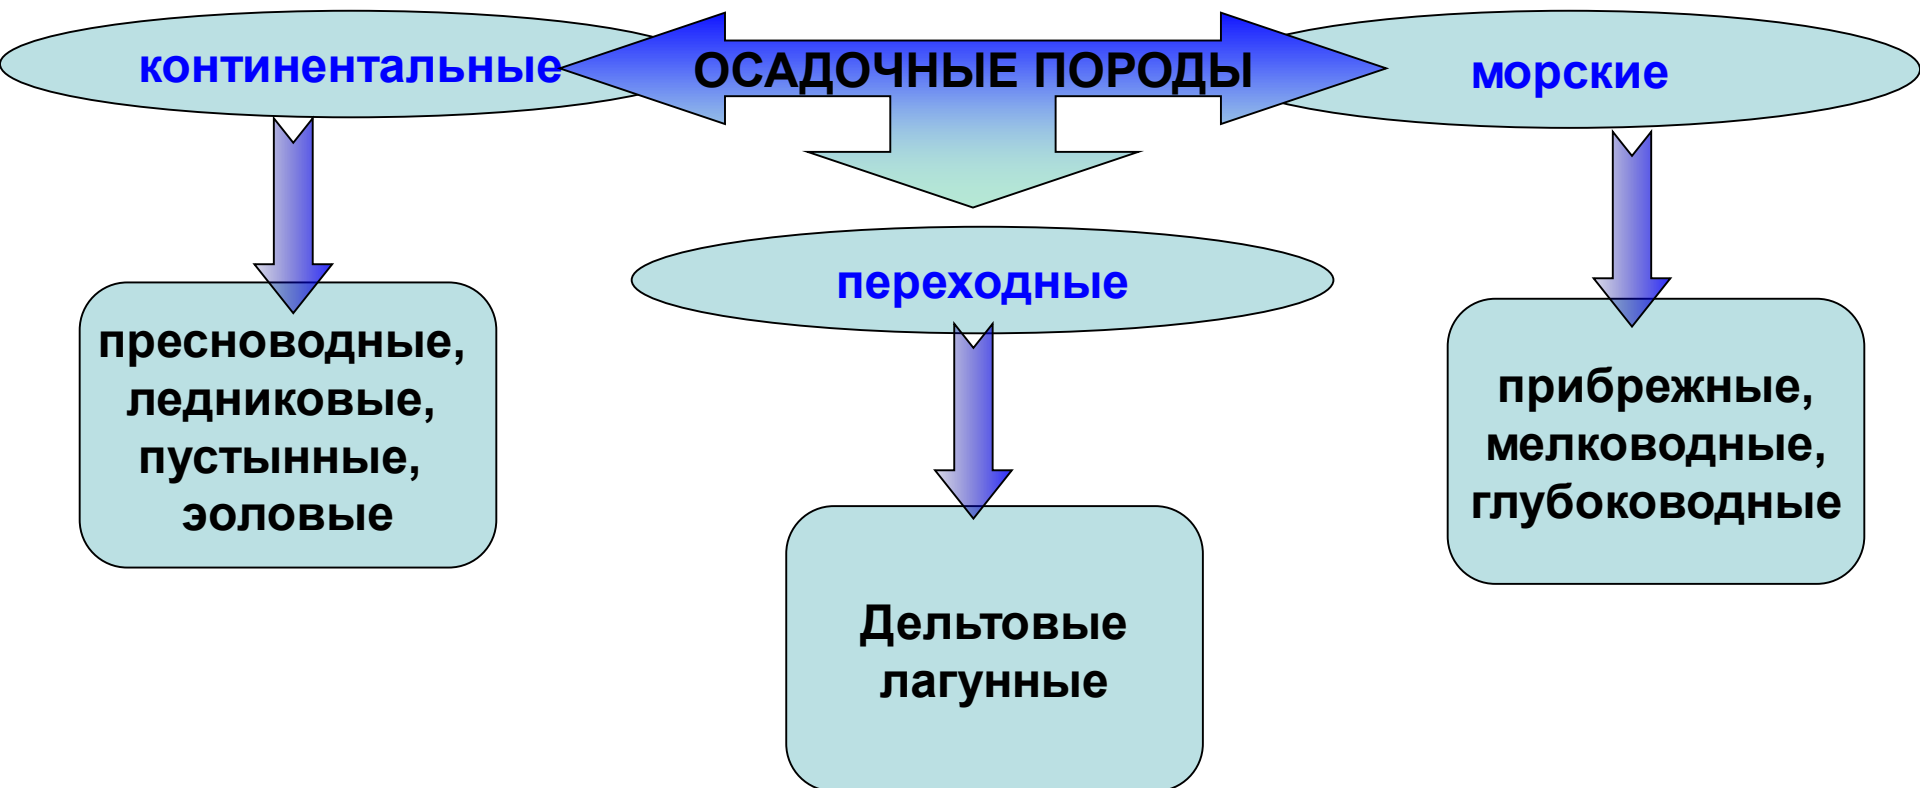 континентальные
ОСАДОЧНЫЕ ПОРОДЫ
морские
переходные
пресноводные,
ледниковые,
пустынные,
эоловые
прибрежные,
мелководные,
глубоководные
Дельтовые
лагунные